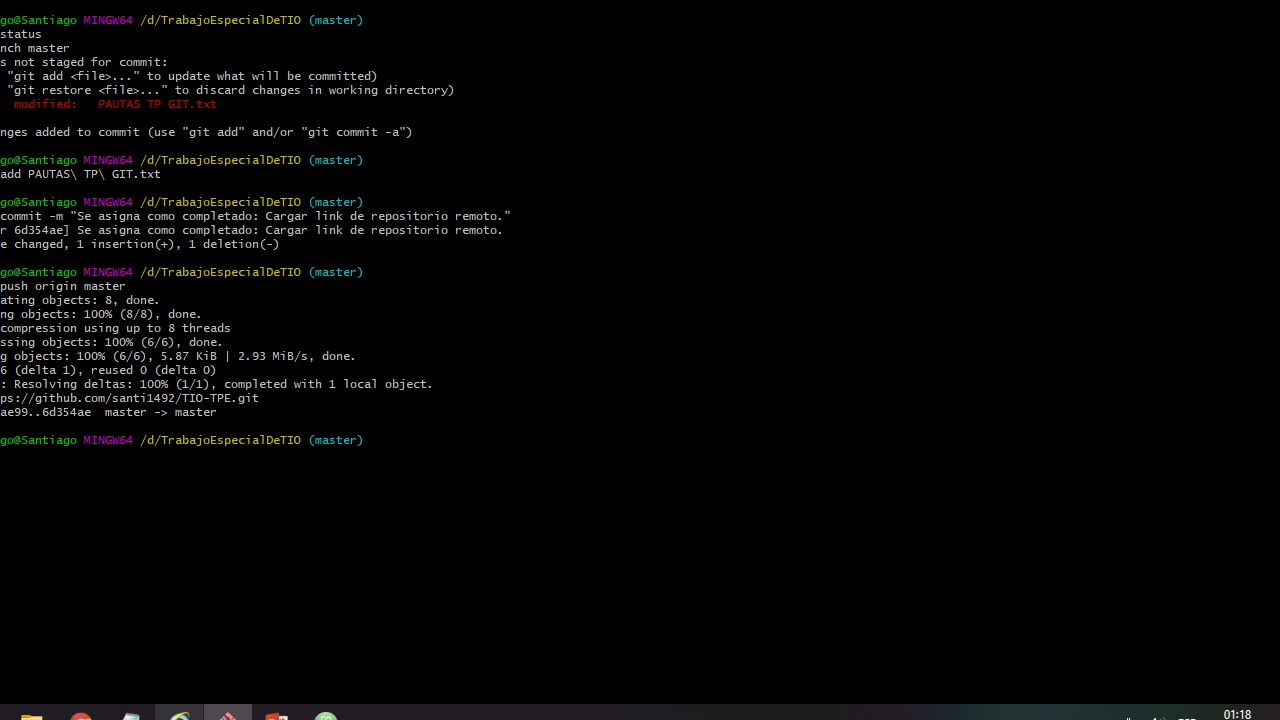 go@Santiago MINGW64 /d/TrabajoEspecialDeTIO (master)
status
nch master
s not staged for commit:
"git add <file>..." to update what will be committed)
"git restore <file>..." to discard changes in working directory)
modified:   PAUTAS TP GIT.txt
nges added to commit (use "git add" and/or "git commit -a")
go@Santiago MINGW64 /d/TrabajoEspecialDeTIO (master)
add PAUTAS\ TP\ GIT.txt
go@Santiago MINGW64 /d/TrabajoEspecialDeTIO (master)
commit -m "Se asigna como completado: Cargar link de repositorio remoto."
r 6d354ae] Se asigna como completado: Cargar link de repositorio remoto.
e changed, 1 insertion(+), 1 deletion(-)
go@Santiago MINGW64 /d/TrabajoEspecialDeTIO (master)
push origin master
ating objects: 8, done.
ng objects: 100% (8/8), done.
compression using up to 8 threads
ssing objects: 100% (6/6), done.
g objects: 100% (6/6), 5.87 KiB | 2.93 MiB/s, done.
6 (delta 1), reused 0 (delta 0)
: Resolving deltas: 100% (1/1), completed with 1 local object.
ps://github.com/santi1492/TIO-TPE.git
ae99..6d354ae  master -> master
go@Santiago MINGW64 /d/TrabajoEspecialDeTIO (master)
01:18